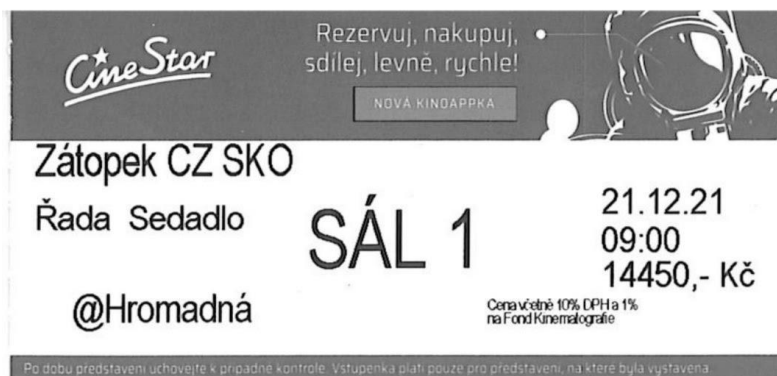 CineStar
Rezervuj, nakupuj,
sdílej, levně, rychle!
NOVÁ KINOAPPKA
Zátopek CZ SKO
Řada Sedadlo
SÁL 1
21.12.21
09:00
14450,- Kč
@Hromadná
Cena včetně 10% DPH a 1%
na Fond Kinematografie
Po dobu představení uchovejte k případné kontrole. Vstupenka platí pouze pro představení, na které byla vystavena.